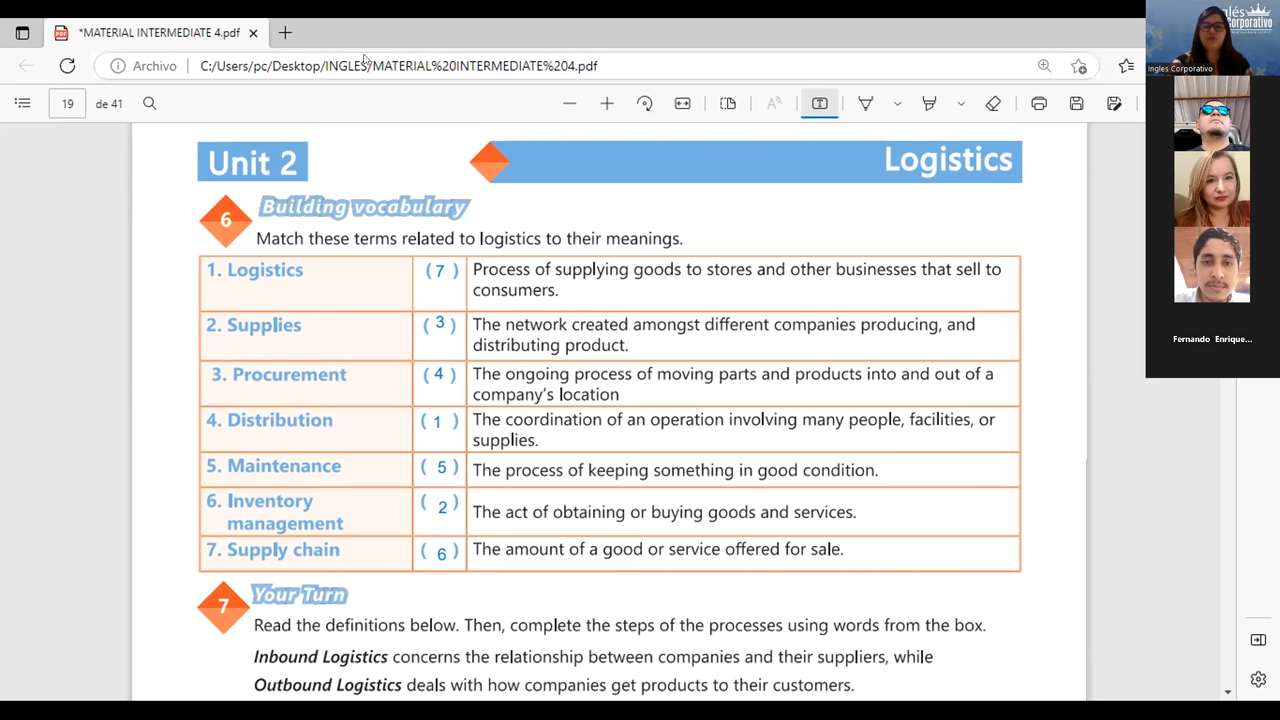 *MATERIAL INTERMEDIATE 4.pdf
Archivo
C:/Users/pc/Desktop/INGLES/MATERIAL%20INTERMEDIATE%204.pdf
19 de 41
Unit 2
Logistics
6
Building vocabulary
Match these terms related to logistics to their meanings.
1. Logistics ( 7 ) Process of supplying goods to stores and other businesses that sell to
consumers.
2. Supplies ( 3 ) The network created amongst different companies producing, and
distributing product.
3. Procurement ( 4 ) The ongoing process of moving parts and products into and out of a
company's location
4. Distribution ( 1 ) The coordination of an operation involving many people, facilities, or
supplies.
5. Maintenance ( 5 ) The process of keeping something in good condition.
6. Inventory
management ( 2 ) The act of obtaining or buying goods and services.
7. Supply chain ( 6 ) The amount of a good or service offered for sale.
7
Your Turn
Read the definitions below. Then, complete the steps of the processes using words from the box.
Inbound Logistics concerns the relationship between companies and their suppliers, while
Outbound Logistics deals with how companies get products to their customers.
Ingles Corporativo
Fernando Enrique...